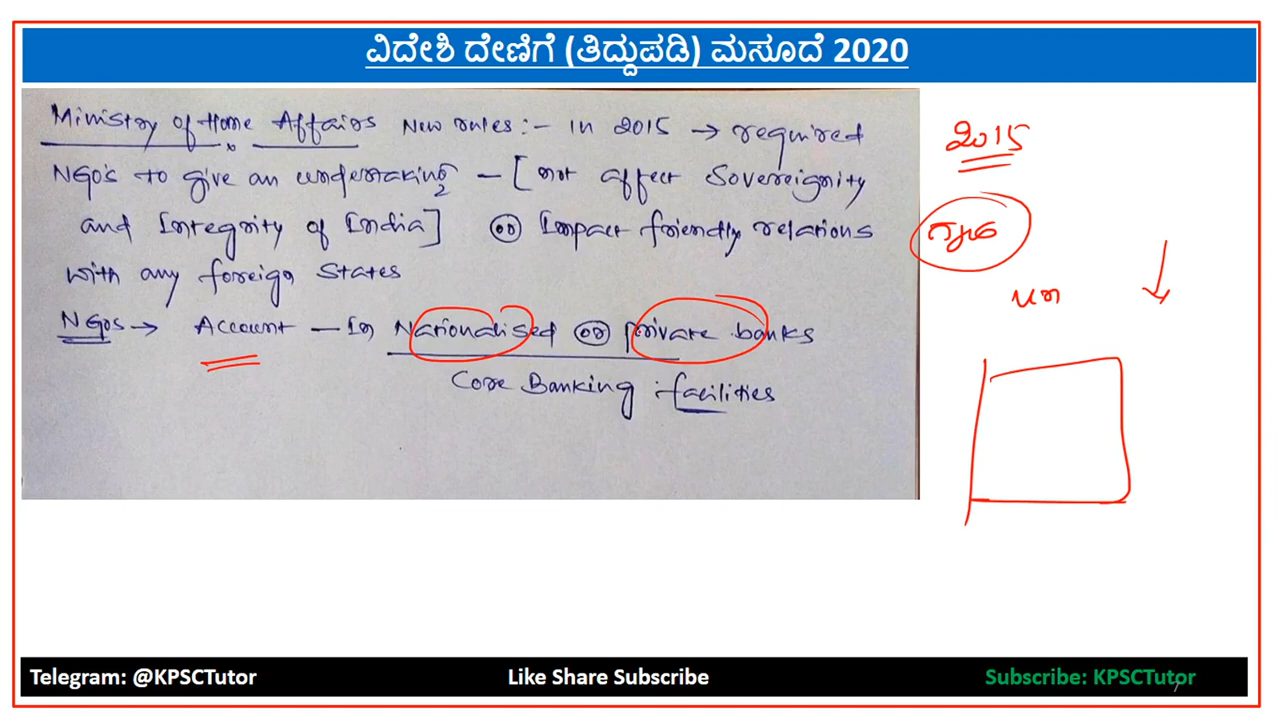 ವಿದೇಶಿ ದೇಣಿಗೆ (ತಿದ್ದುಪಡಿ) ಮಸೂದೆ 2020
Ministry of Home Affairs New rules:- In 2015 → required
NGO's to give an undertaking - [not affect Sovereignity
and Integrity of India] or Impact friendly relations
with any foreign States
NGOs → Account - In Nationalised or private banks
Core Banking facilities
2015
Telegram: @KPSCTutor
Like Share Subscribe
Subscribe: KPSCTutor